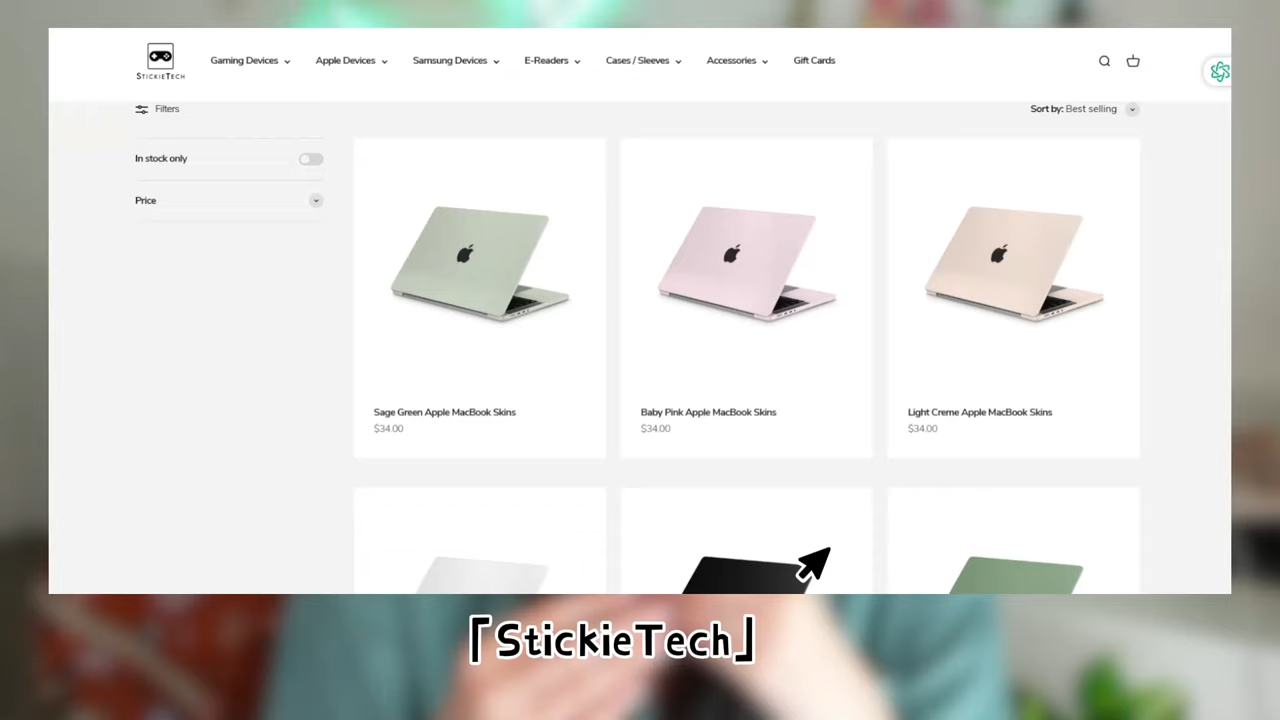 STICKIETECH
Gaming Devices
Apple Devices
Samsung Devices
E-Readers
Cases / Sleeves
Accessories
Gift Cards
Filters
Sort by: Best selling
In stock only
Price
Sage Green Apple MacBook Skins
$34.00
Baby Pink Apple MacBook Skins
$34.00
Light Creme Apple MacBook Skins
$34.00
「StickieTech」